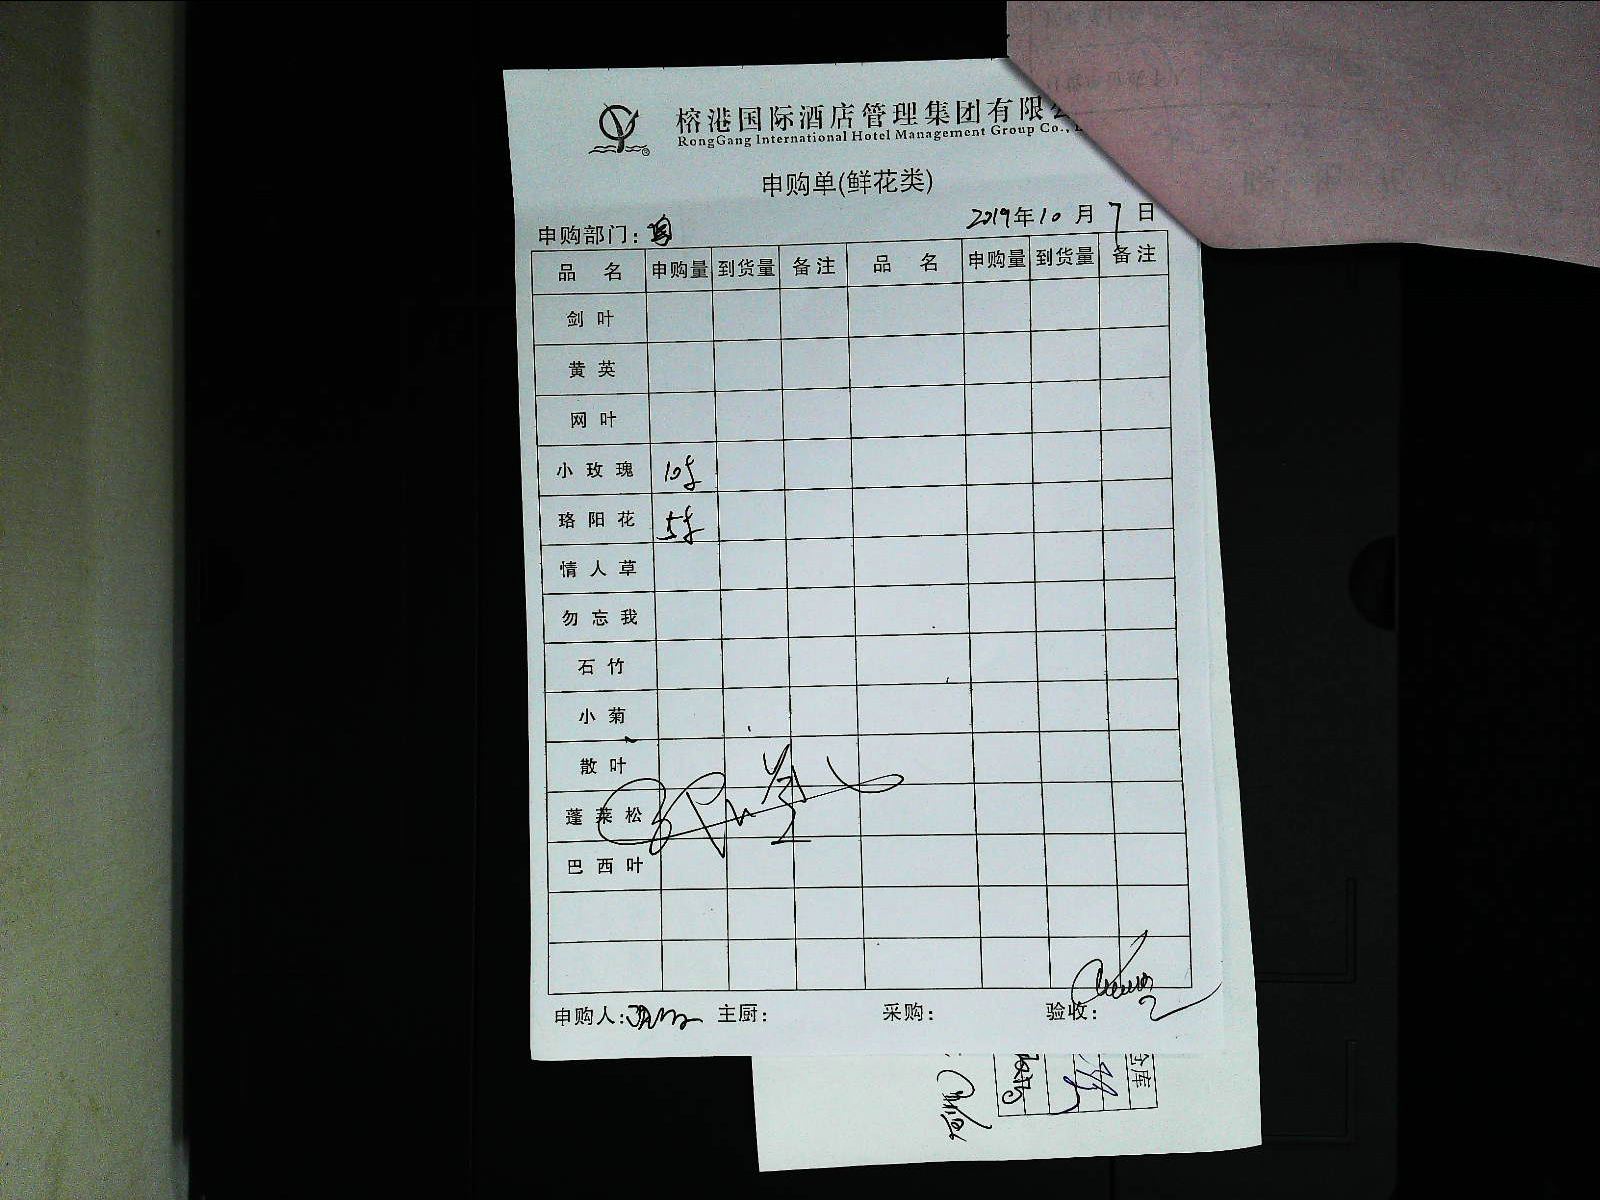 榕港国际酒店管理集团有限
RongGang International Hotel Management Group Co.,
申购单(鲜花类)
申购部门: 2019年10月7日
品名 申购量 到货量 备注 品名 申购量 到货量 备注
剑叶
黄英
网叶
小玫瑰 10
珞阳花 5
情人草
勿忘我
石竹
小菊
散叶
蓬莱松
巴西叶
申购人: 主厨: 采购: 验收:
仓库